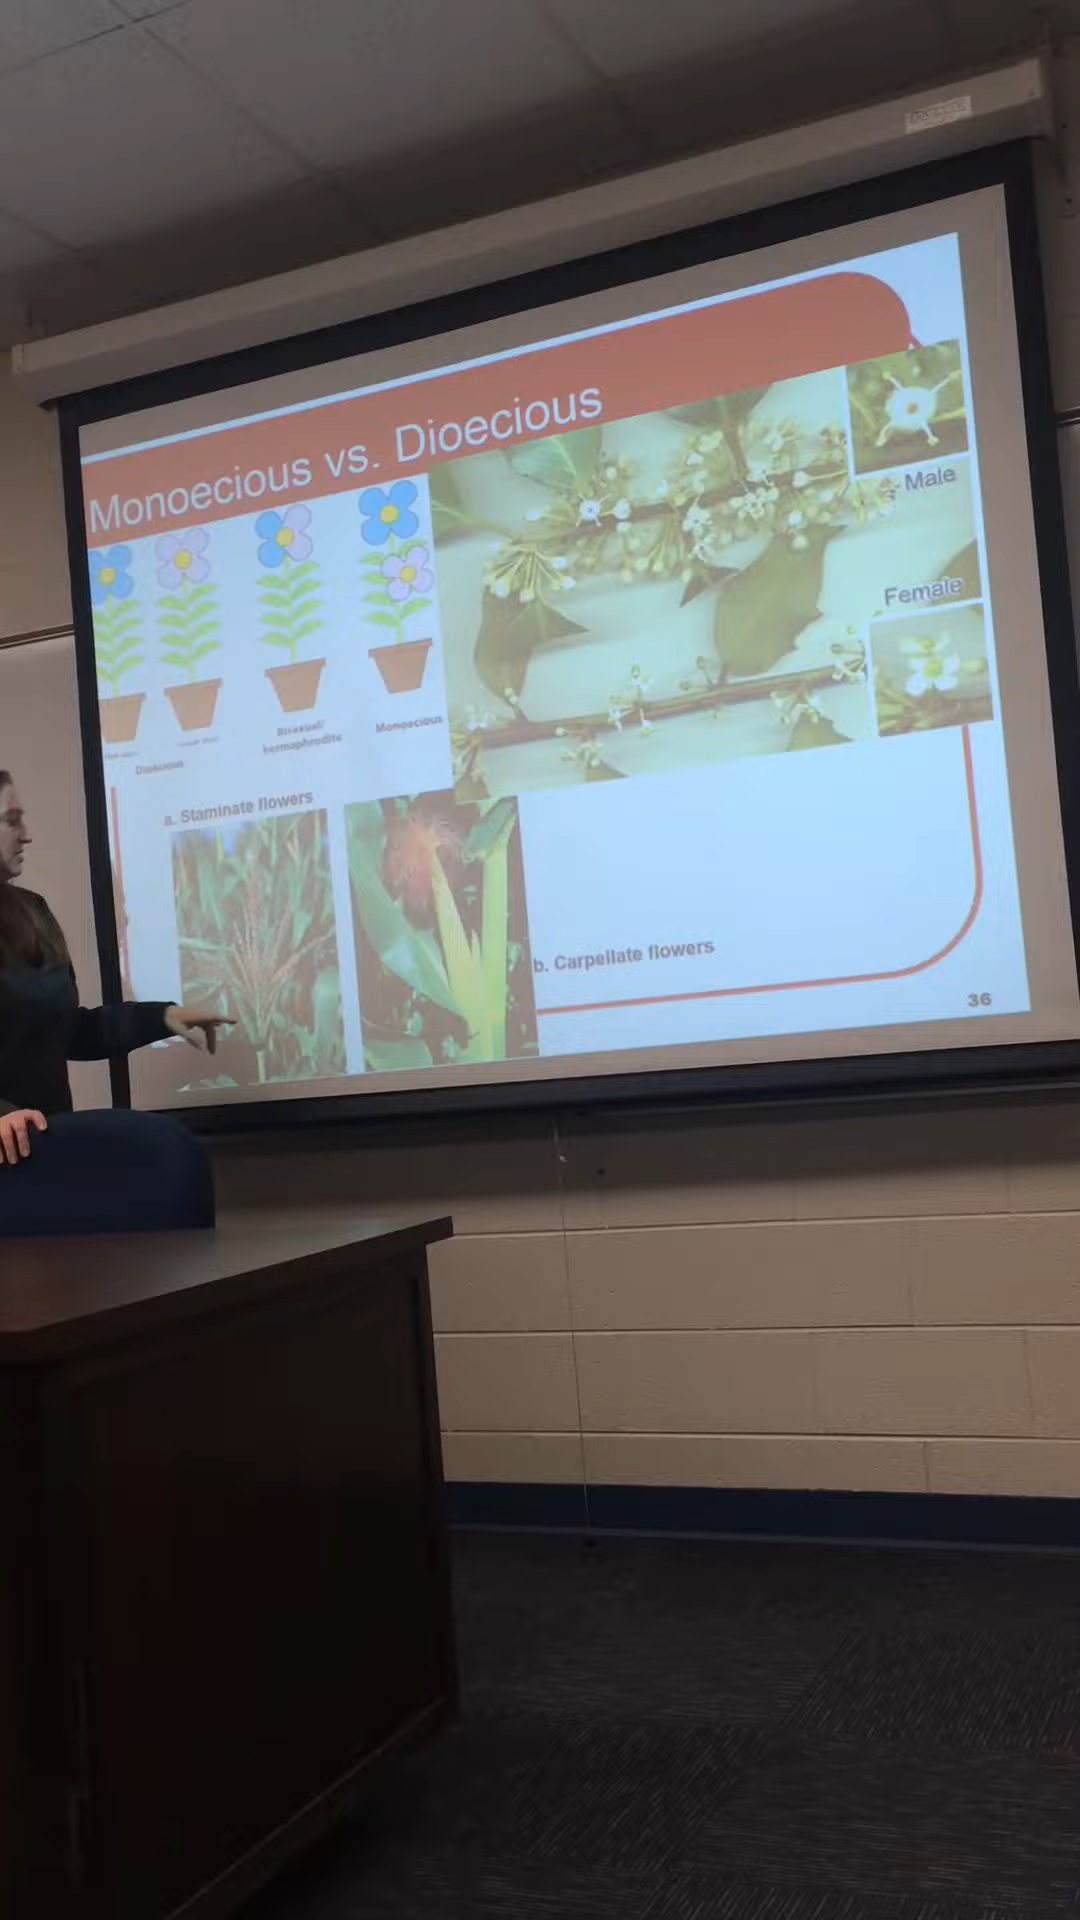 Monoecious vs. Dioecious
Male
Female
Dioecious
Bisexual/
hermaphrodite
Monoecious
a. Staminate flowers
b. Carpellate flowers
36